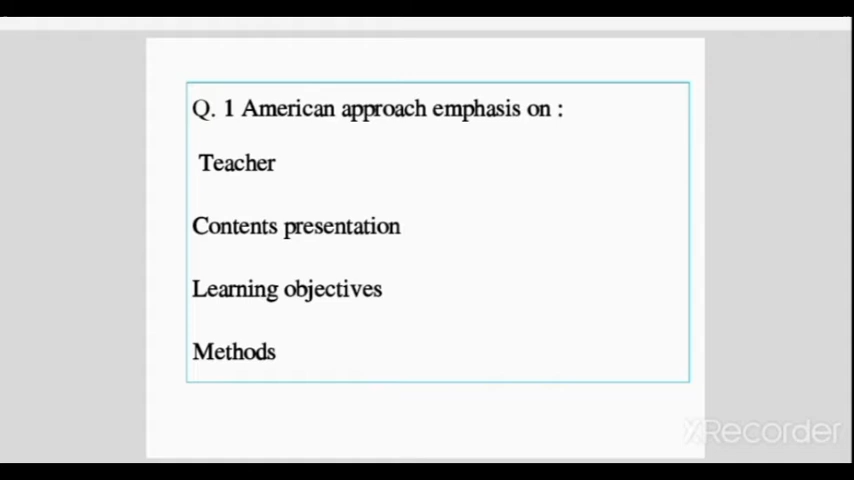 Q. 1 American approach emphasis on :
Teacher
Contents presentation
Learning objectives
Methods
XRecorder